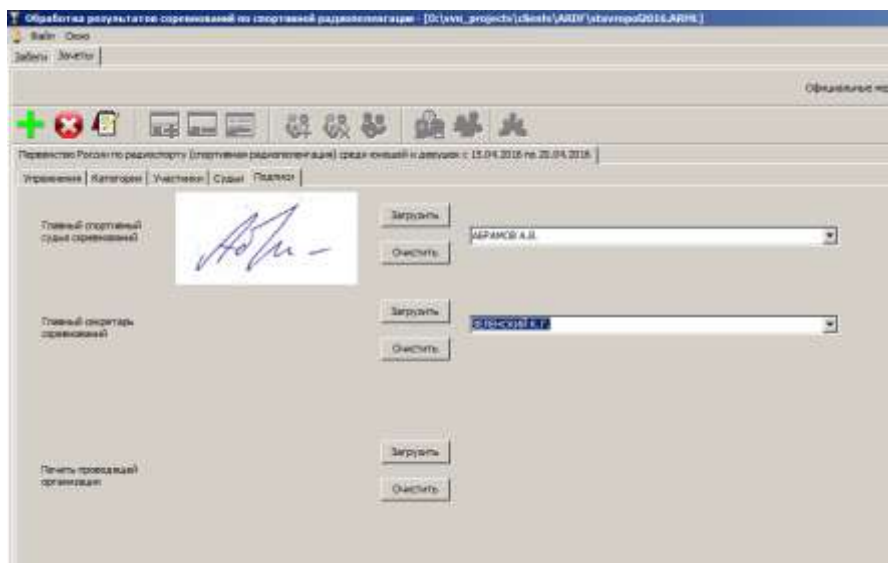 Обработка результатов соревнований по спортивной радиопеленгации - [D:\svn_projects\clients\ARDF\stavropol2016.ARML]
Файл Окно
Забеги Зачеты
Официальные
Первенство России по радиоспорту (спортивная радиопеленгация) среди юношей и девушек с 15.04.2016 по 20.04.2016
Упражнения Категории Участники Судьи Подписи
Главный спортивный
судья соревнований
Загрузить
АБРАМОВ А.В.
Очистить
Главный секретарь
соревнований
Загрузить
ЗЕЛЕНСКИЙ К.Г.
Очистить
Печать проводящей
организации
Загрузить
Очистить